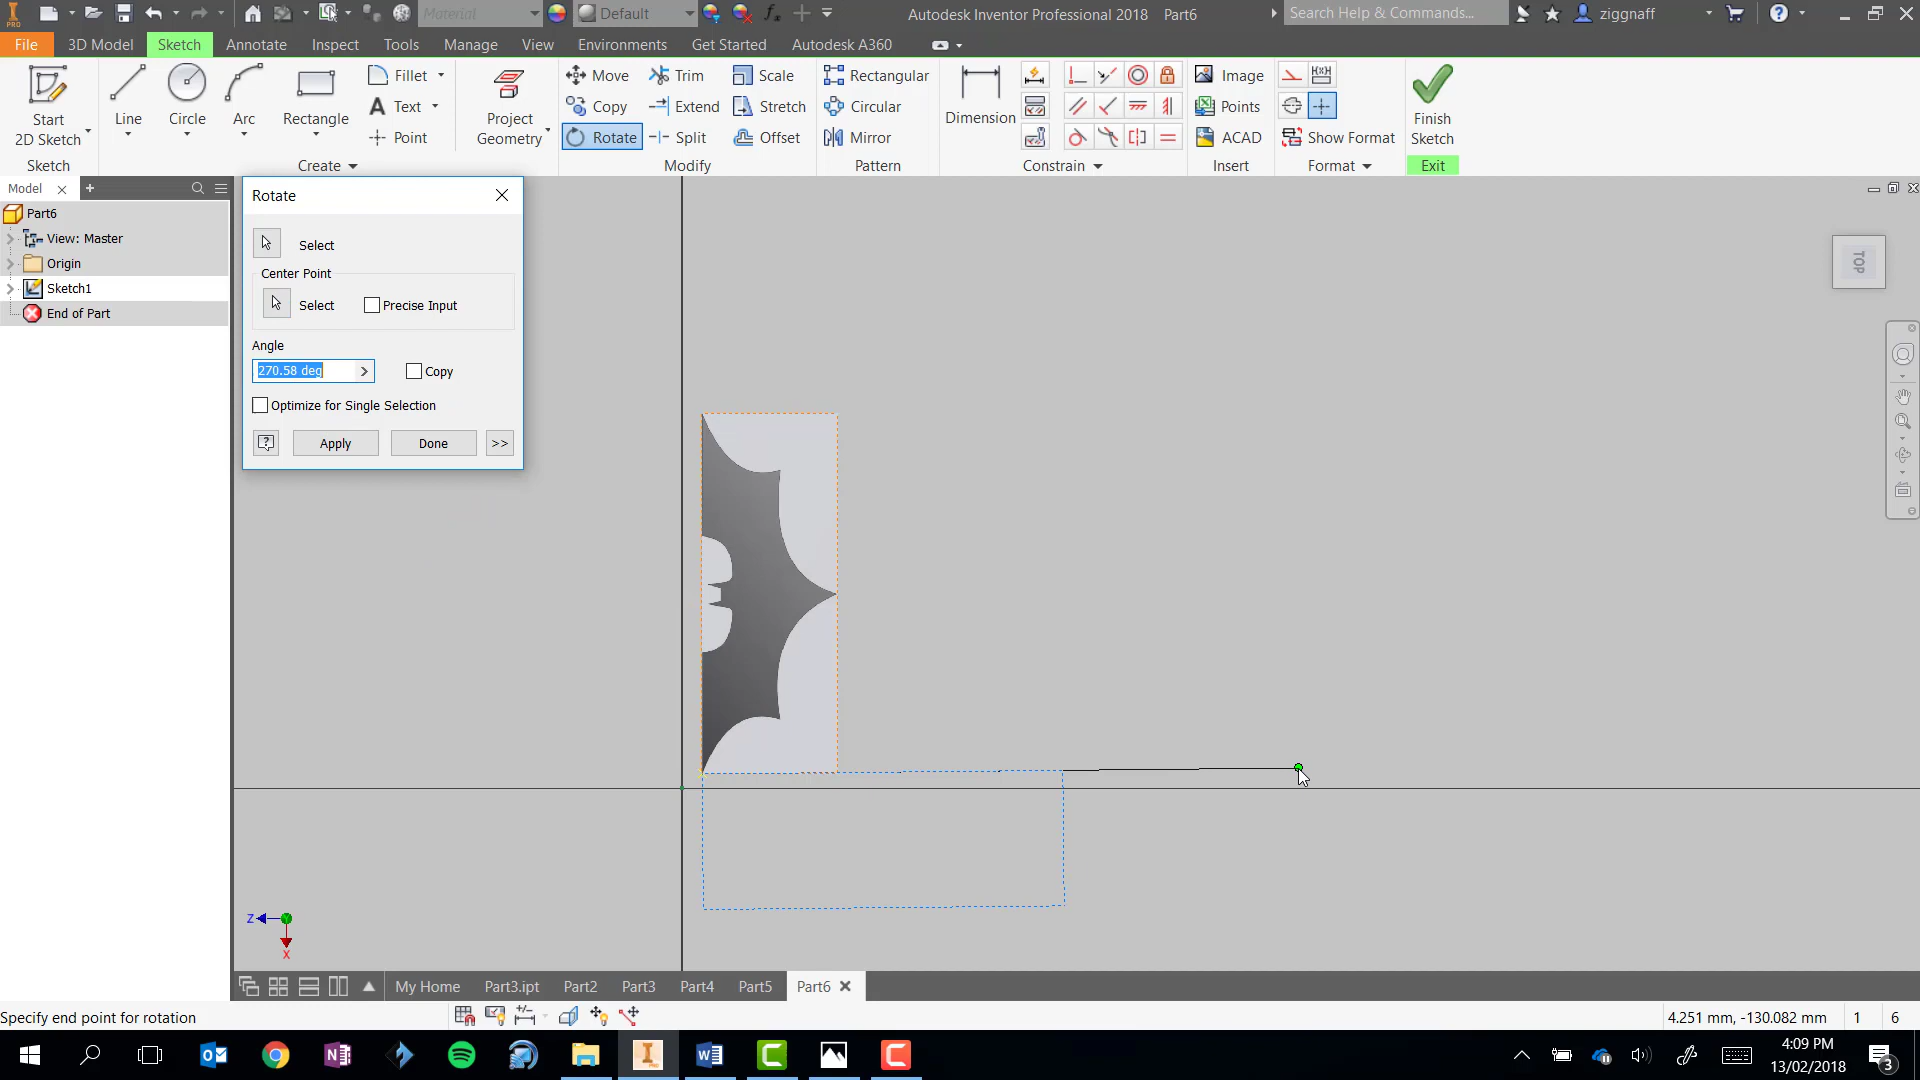 Material
Default
fx
Autodesk Inventor Professional 2018 Part6
Search Help & Commands...
ziggnaff
PRO
File 3D Model Sketch Annotate Inspect Tools Manage View Environments Get Started Autodesk A360
Start
2D Sketch
Sketch
Line
Circle
Arc
Rectangle
Fillet
Text
Point
Create
Project
Geometry
Move
Copy
Rotate
Trim
Extend
Split
Scale
Stretch
Offset
Modify
Rectangular
Circular
Mirror
Pattern
Dimension
Constrain
Image
Points
ACAD
Insert
Show Format
Format
Finish
Sketch
Exit
Model
Part6
View: Master
Origin
Sketch1
End of Part
Rotate
Select
Center Point
Select Precise Input
Angle
270.58 deg Copy
Optimize for Single Selection
Apply Done >>
TOP
Z
X
My Home Part3.ipt Part2 Part3 Part4 Part5 Part6
Specify end point for rotation
4.251 mm, -130.082 mm 1 6
4:09 PM
13/02/2018
3